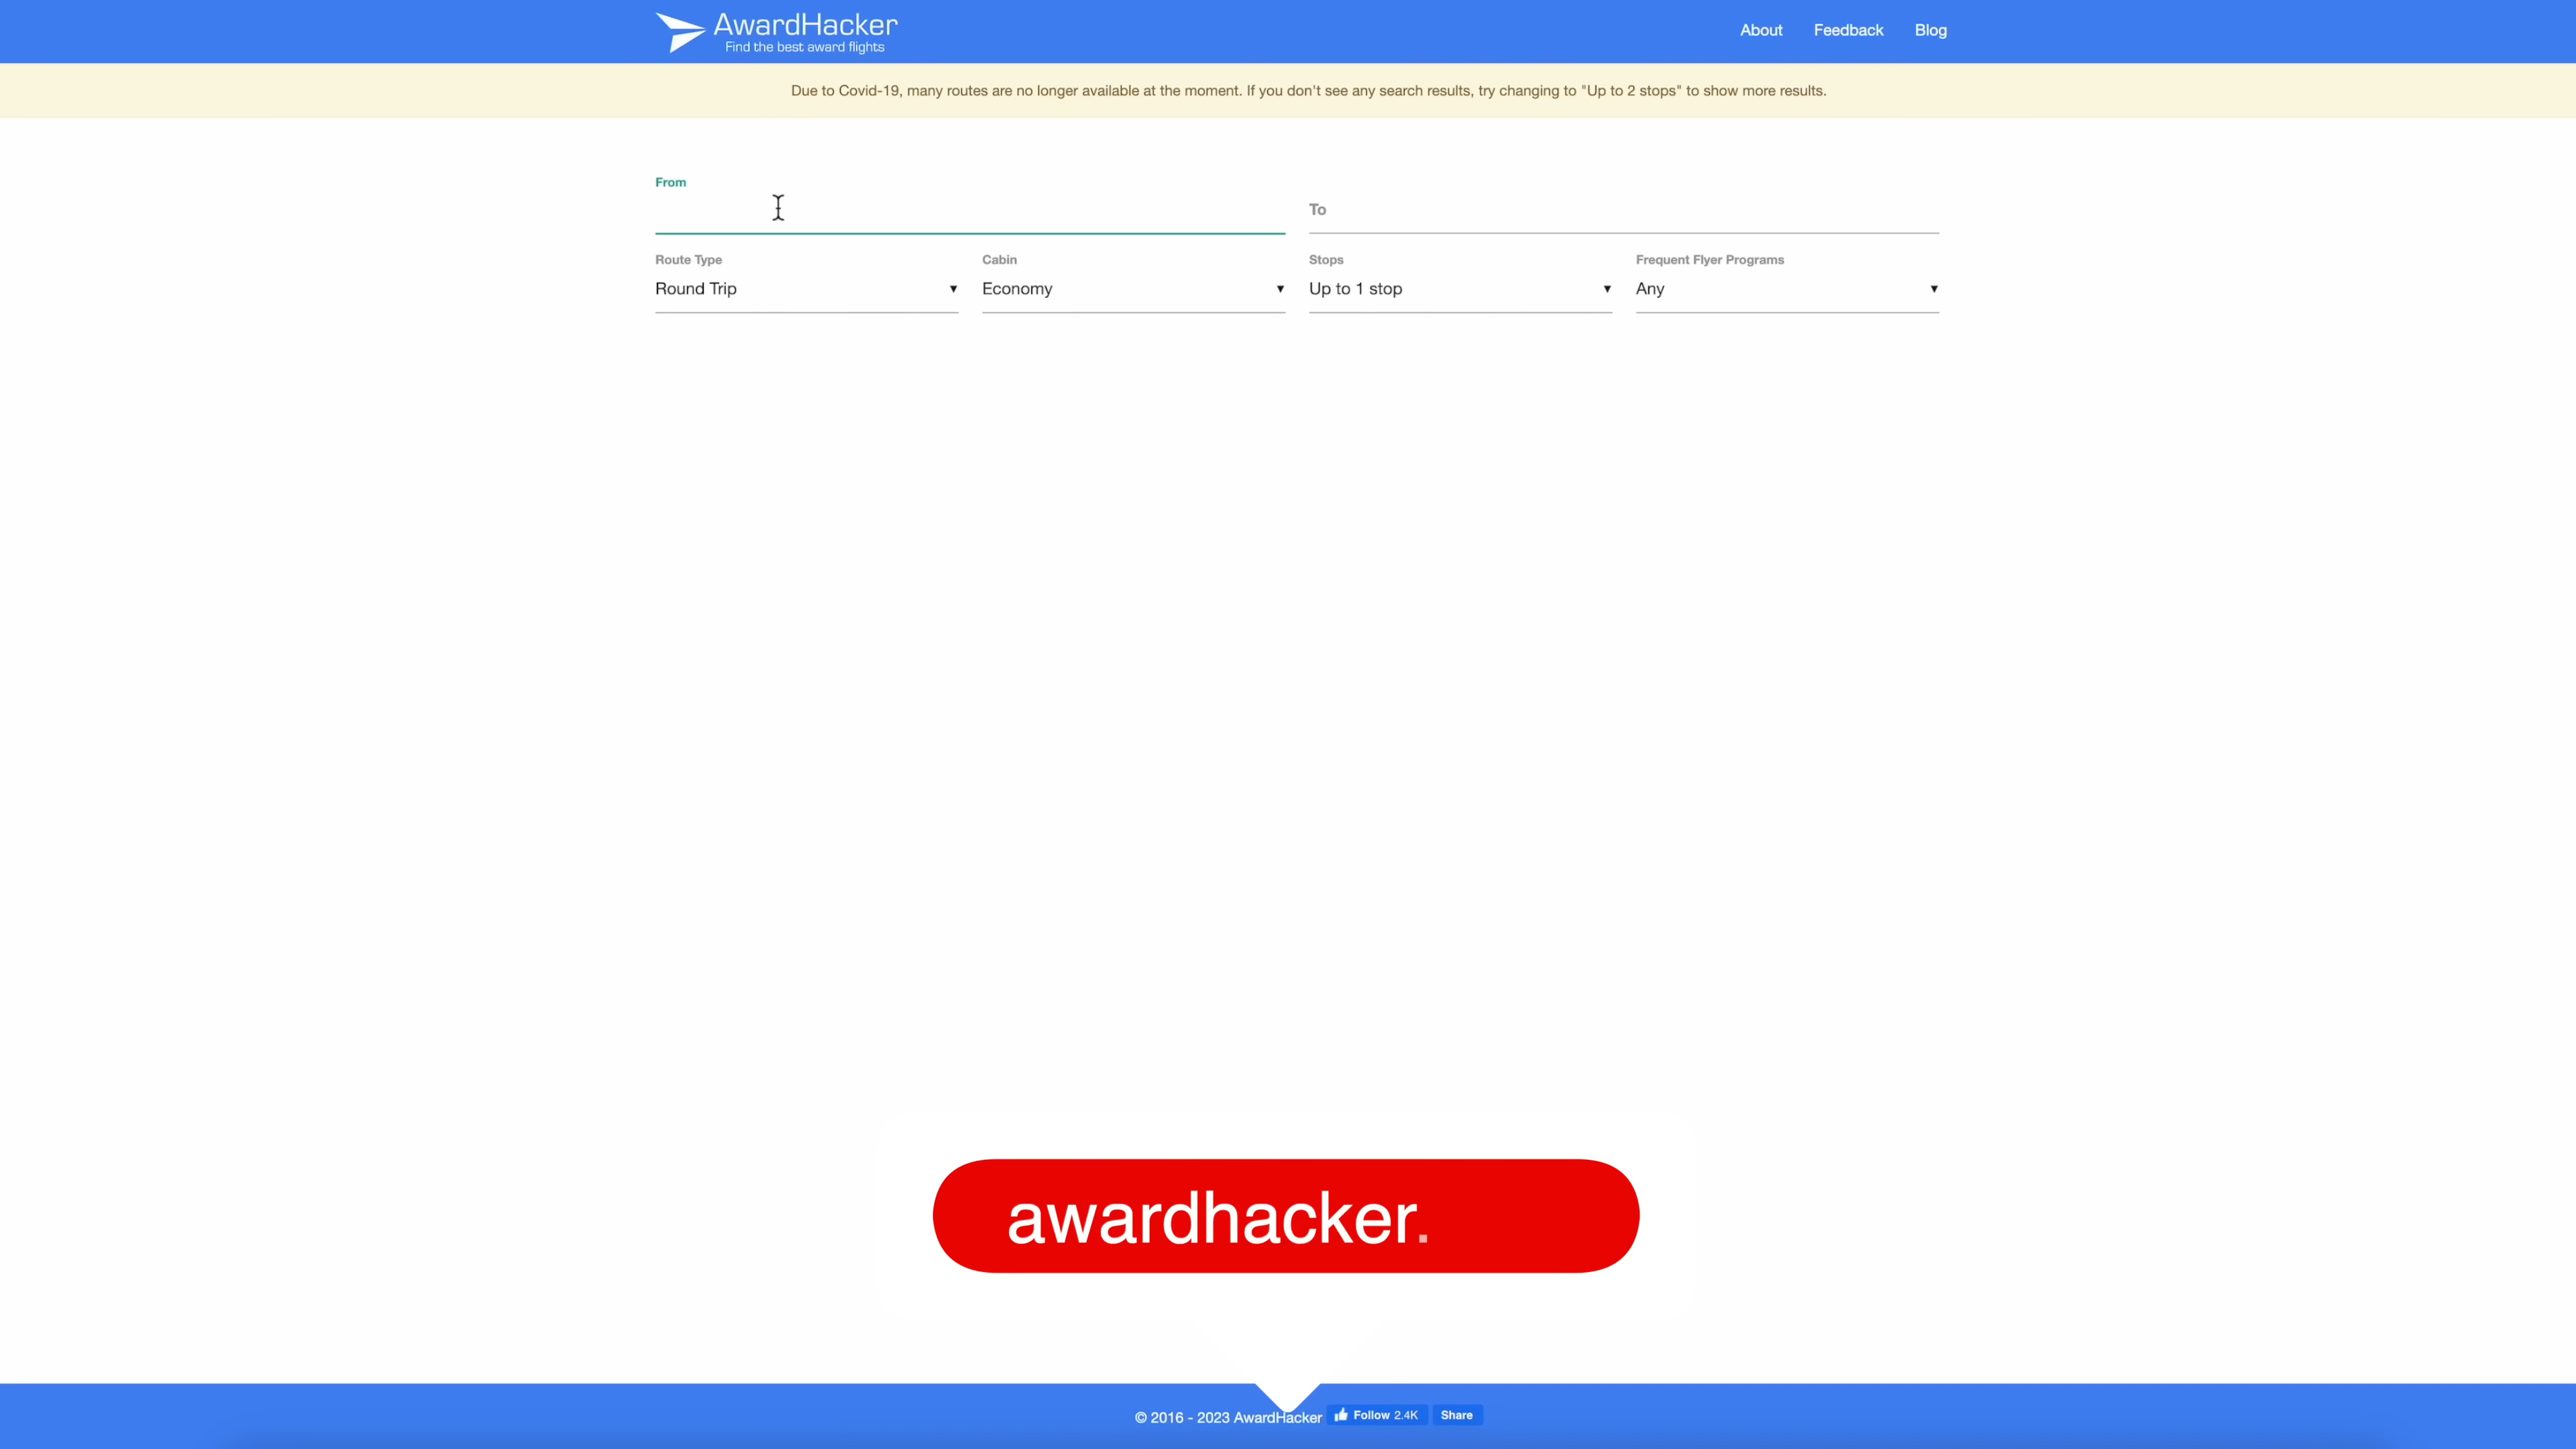 AwardHacker
Find the best award flights
About Feedback Blog
Due to Covid-19, many routes are no longer available at the moment. If you don't see any search results, try changing to "Up to 2 stops" to show more results.
From
To
Route Type Cabin Stops Frequent Flyer Programs
Round Trip Economy Up to 1 stop Any
awardhacker.
© 2016 - 2023 AwardHacker Follow 2.4K Share